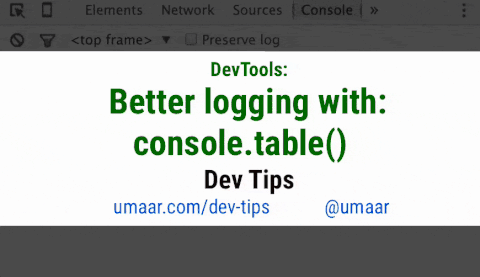 Elements Network Sources Console »
<top frame> ▼ Preserve log
DevTools:
Better logging with:
console.table()
Dev Tips
umaar.com/dev-tips @umaar